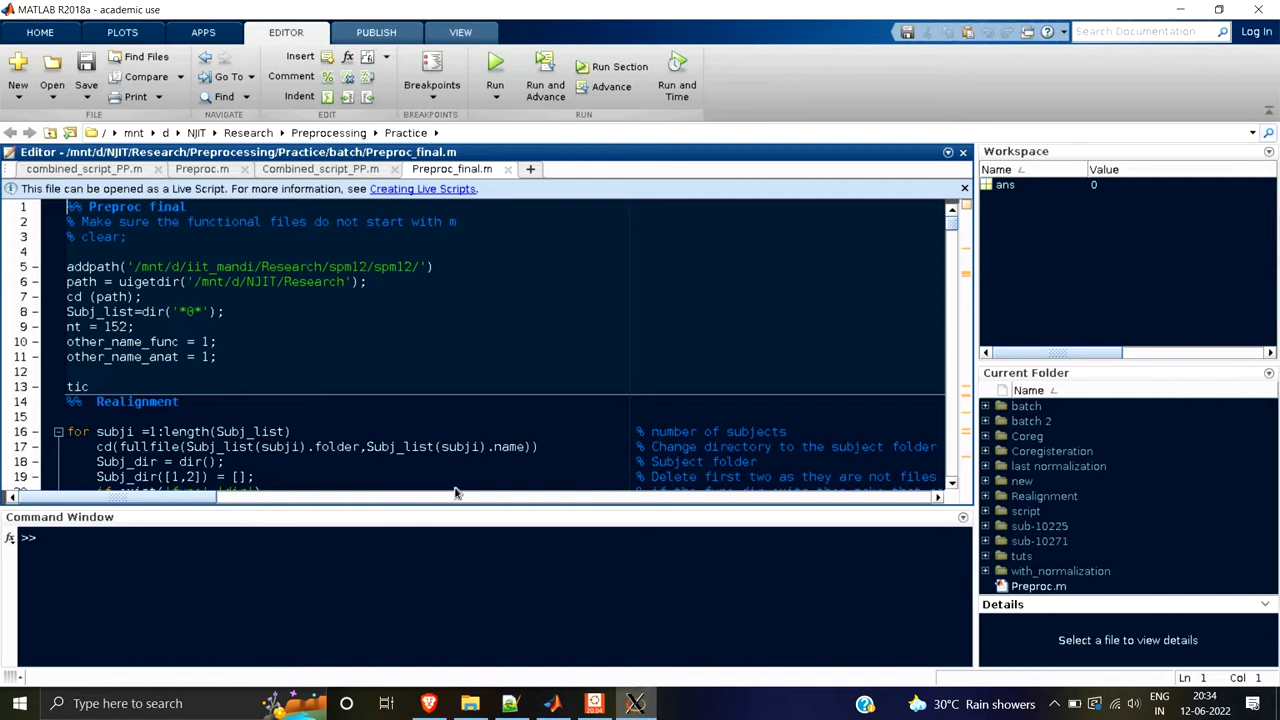 MATLAB R2018a - academic use
HOME PLOTS APPS EDITOR PUBLISH VIEW
Search Documentation
Log In
New Open Save
Find Files
Compare
Print
Go To
Find
Insert
Comment
Indent
Breakpoints
Run
Run and Advance
Run Section
Advance
Run and Time
FILE NAVIGATE EDIT BREAKPOINTS RUN
/ mnt d NJIT Research Preprocessing Practice
Editor - /mnt/d/NJIT/Research/Preprocessing/Practice/batch/Preproc_final.m
combined_script_PP.m Preproc.m Combined_script_PP.m Preproc_final.m
This file can be opened as a Live Script. For more information, see Creating Live Scripts.
1 %% Preproc final
2 % Make sure the functional files do not start with m
3 % clear;
4
5 addpath('/mnt/d/iit_mandi/Research/spm12/spm12/')
6 path = uigetdir('/mnt/d/NJIT/Research');
7 cd (path);
8 Subj_list=dir('*0*');
9 nt = 152;
10 other_name_func = 1;
11 other_name_anat = 1;
12
13 tic
14 %% Realignment
15
16 for subji =1:length(Subj_list) % number of subjects
17 cd(fullfile(Subj_list(subji).folder,Subj_list(subji).name)) % Change directory to the subject folder
18 Subj_dir = dir(); % Subject folder
19 Subj_dir([1,2]) = []; % Delete first two as they are not files
Command Window
fx >>
Workspace
Name Value
ans 0
Current Folder
Name
batch
batch 2
Coreg
Coregisteration
last normalization
new
Realignment
script
sub-10225
sub-10271
tuts
with_normalization
Preproc.m
Details
Select a file to view details
Ln 1 Col 1
Type here to search
20.04
30°C Rain showers
ENG
IN
20:34
12-06-2022